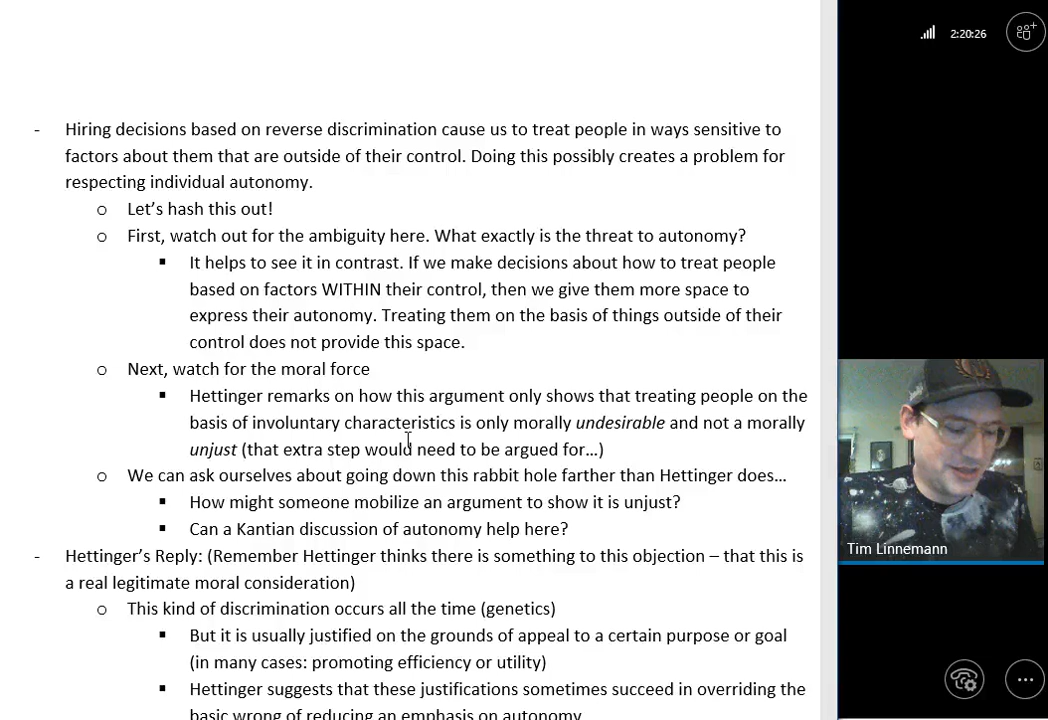 2:20:26
- Hiring decisions based on reverse discrimination cause us to treat people in ways sensitive to
factors about them that are outside of their control. Doing this possibly creates a problem for
respecting individual autonomy.
o Let’s hash this out!
o First, watch out for the ambiguity here. What exactly is the threat to autonomy?
▪ It helps to see it in contrast. If we make decisions about how to treat people
based on factors WITHIN their control, then we give them more space to
express their autonomy. Treating them on the basis of things outside of their
control does not provide this space.
o Next, watch for the moral force
▪ Hettinger remarks on how this argument only shows that treating people on the
basis of involuntary characteristics is only morally undesirable and not a morally
unjust (that extra step would need to be argued for…)
o We can ask ourselves about going down this rabbit hole farther than Hettinger does…
▪ How might someone mobilize an argument to show it is unjust?
▪ Can a Kantian discussion of autonomy help here?
- Hettinger’s Reply: (Remember Hettinger thinks there is something to this objection – that this is
a real legitimate moral consideration)
o This kind of discrimination occurs all the time (genetics)
▪ But it is usually justified on the grounds of appeal to a certain purpose or goal
(in many cases: promoting efficiency or utility)
▪ Hettinger suggests that these justifications sometimes succeed in overriding the
basic wrong of reducing an emphasis on autonomy
Tim Linnemann